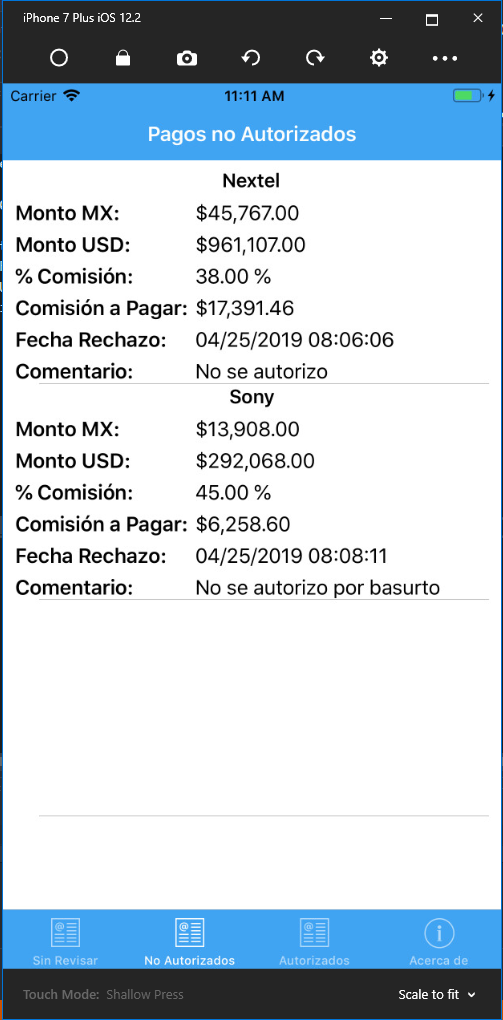 iPhone 7 Plus iOS 12.2
Carrier 11:11 AM
Pagos no Autorizados
Nextel
Monto MX: $45,767.00
Monto USD: $961,107.00
% Comisión: 38.00 %
Comisión a Pagar: $17,391.46
Fecha Rechazo: 04/25/2019 08:06:06
Comentario: No se autorizo
Sony
Monto MX: $13,908.00
Monto USD: $292,068.00
% Comisión: 45.00 %
Comisión a Pagar: $6,258.60
Fecha Rechazo: 04/25/2019 08:08:11
Comentario: No se autorizo por basurto
Sin Revisar No Autorizados Autorizados Acerca de
Touch Mode: Shallow Press Scale to fit